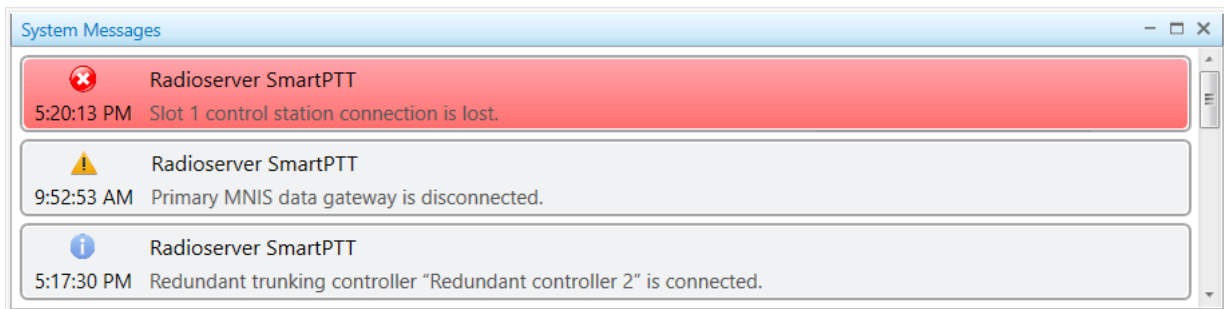 System Messages
Radioserver SmartPTT
5:20:13 PM Slot 1 control station connection is lost.
Radioserver SmartPTT
9:52:53 AM Primary MNIS data gateway is disconnected.
Radioserver SmartPTT
5:17:30 PM Redundant trunking controller “Redundant controller 2” is connected.